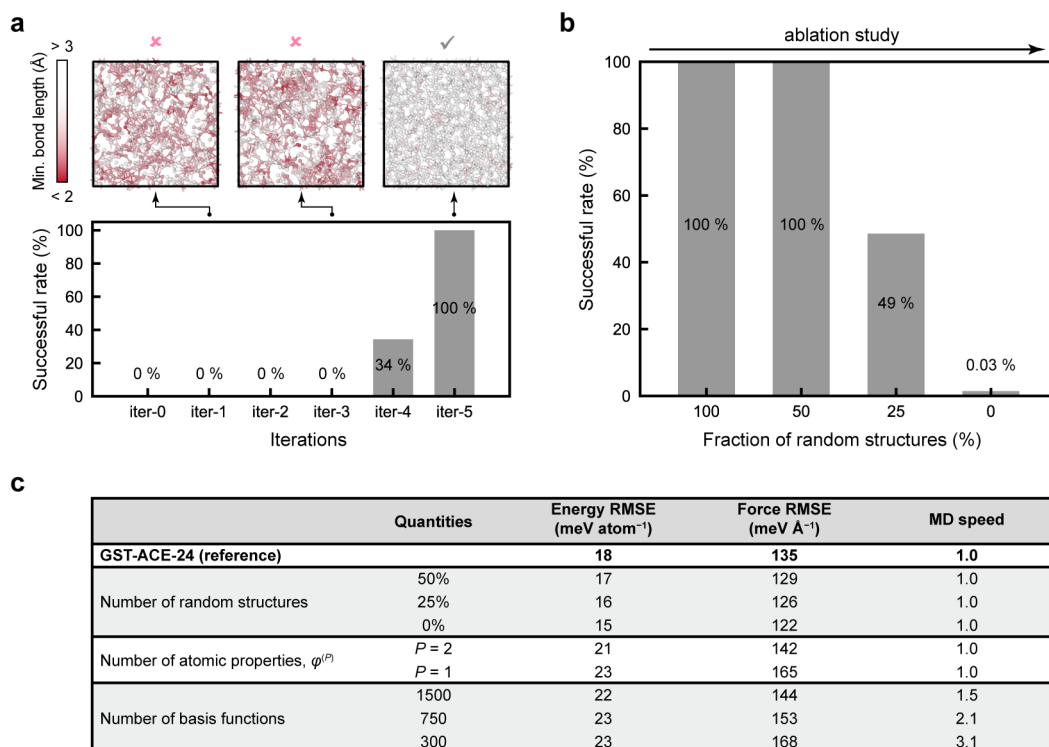 a
✘ ✘ ✓
> 3
Min. bond length (Å)
< 2
Successful rate (%)
100
80
60
40
20
0
0 % 0 % 0 % 0 % 34 % 100 %
iter-0 iter-1 iter-2 iter-3 iter-4 iter-5
Iterations
b
ablation study
Successful rate (%)
100
80
60
40
20
0
100 % 100 % 49 % 0.03 %
100 50 25 0
Fraction of random structures (%)
c
Quantities Energy RMSE (meV atom⁻¹) Force RMSE (meV Å⁻¹) MD speed
GST-ACE-24 (reference) 18 135 1.0
Number of random structures
50% 17 129 1.0
25% 16 126 1.0
0% 15 122 1.0
Number of atomic properties, φ⁽ᴾ⁾
P = 2 21 142 1.0
P = 1 23 165 1.0
Number of basis functions
1500 22 144 1.5
750 23 153 2.1
300 23 168 3.1